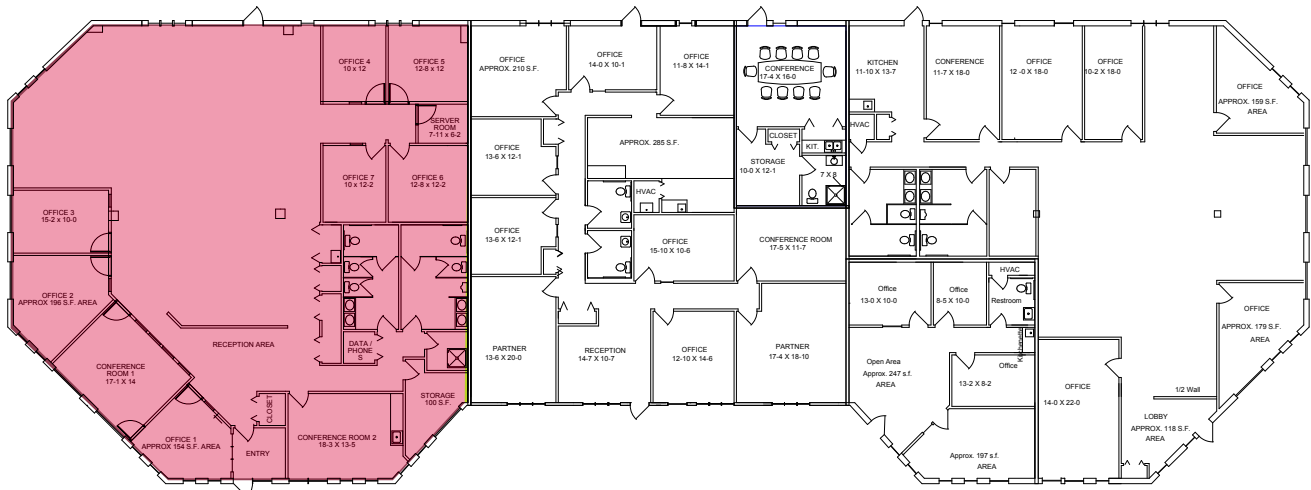 OFFICE 4
10 x 12
OFFICE 5
12-8 x 12
SERVER
ROOM
7-11 x 6-2
OFFICE 7
10 x 12-2
OFFICE 6
12-8 x 12-2
OFFICE 3
15-2 x 10-0
OFFICE 2
APPROX 196 S.F. AREA
CONFERENCE
ROOM 1
17-1 X 14
OFFICE 1
APPROX 154 S.F. AREA
ENTRY
CLOSET
RECEPTION AREA
DATA /
PHONE
S
CONFERENCE ROOM 2
18-3 X 13-5
STORAGE
100 S.F.
OFFICE
APPROX. 210 S.F.
OFFICE
14-0 X 10-1
OFFICE
11-8 X 14-1
OFFICE
13-6 X 12-1
APPROX. 285 S.F.
HVAC
OFFICE
13-6 X 12-1
OFFICE
15-10 X 10-6
PARTNER
13-6 X 20-0
RECEPTION
14-7 X 10-7
OFFICE
12-10 X 14-6
PARTNER
17-4 X 18-10
CONFERENCE
17-4 X 16-0
CLOSET
KIT.
STORAGE
10-0 X 12-1
7 X 8
CONFERENCE ROOM
17-5 X 11-7
KITCHEN
11-10 X 13-7
HVAC
CONFERENCE
11-7 X 18-0
OFFICE
12 -0 X 18-0
OFFICE
10-2 X 18-0
OFFICE
APPROX. 159 S.F.
AREA
HVAC
Office
13-0 X 10-0
Office
8-5 X 10-0
Restroom
Kitchenette
Open Area
Approx. 247 s.f.
AREA
Office
13-2 X 8-2
Approx. 197 s.f.
AREA
OFFICE
14-0 X 22-0
OFFICE
APPROX. 179 S.F.
AREA
1/2 Wall
LOBBY
APPROX. 118 S.F.
AREA